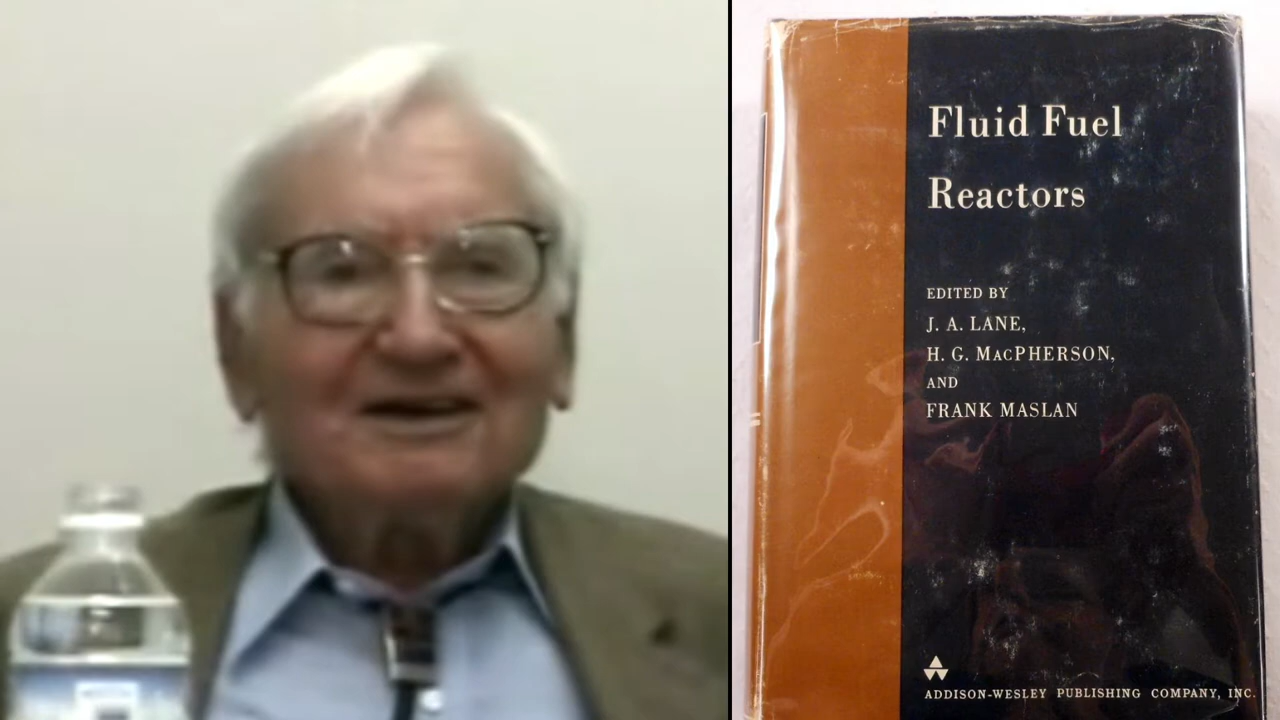 Fluid Fuel
Reactors
EDITED BY
J. A. LANE,
H. G. MacPHERSON,
AND
FRANK MASLAN
ADDISON-WESLEY PUBLISHING COMPANY, INC.